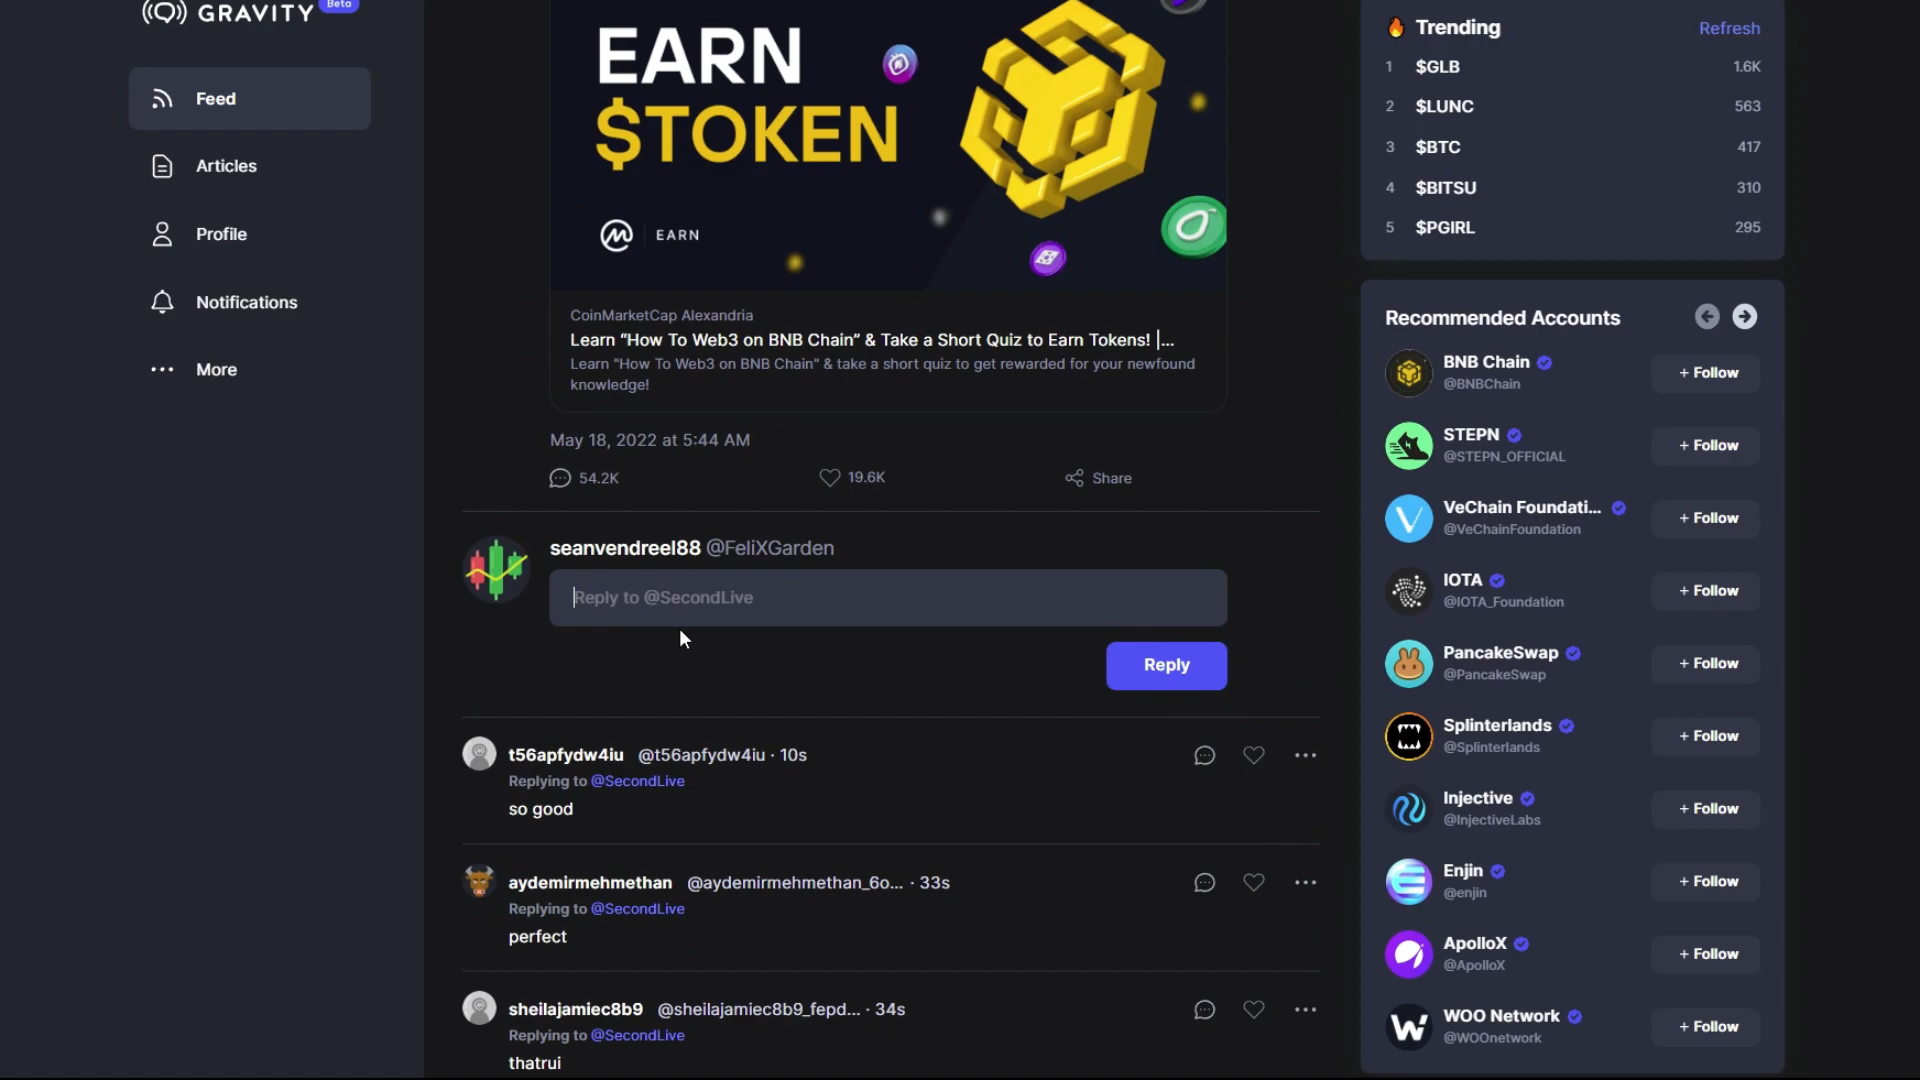 GRAVITY Beta
Feed
Articles
Profile
Notifications
More
EARN
$TOKEN
EARN
CoinMarketCap Alexandria
Learn “How To Web3 on BNB Chain” & Take a Short Quiz to Earn Tokens! |...
Learn “How To Web3 on BNB Chain” & take a short quiz to get rewarded for your newfound
knowledge!
May 18, 2022 at 5:44 AM
54.2K 19.6K Share
seanvendreel88 @FeliXGarden
Reply to @SecondLive
Reply
t56apfydw4iu @t56apfydw4iu · 10s
Replying to @SecondLive
so good
aydemirmehmethan @aydemirmehmethan_6o... · 33s
Replying to @SecondLive
perfect
sheilajamiec8b9 @sheilajamiec8b9_fepd... · 34s
Replying to @SecondLive
thatrui
Trending Refresh
1 $GLB 1.6K
2 $LUNC 563
3 $BTC 417
4 $BITSU 310
5 $PGIRL 295
Recommended Accounts
BNB Chain
@BNBChain
+ Follow
STEPN
@STEPN_OFFICIAL
+ Follow
VeChain Foundati...
@VeChainFoundation
+ Follow
IOTA
@IOTA_Foundation
+ Follow
PancakeSwap
@PancakeSwap
+ Follow
Splinterlands
@Splinterlands
+ Follow
Injective
@InjectiveLabs
+ Follow
Enjin
@enjin
+ Follow
ApolloX
@ApolloX
+ Follow
WOO Network
@WOOnetwork
+ Follow